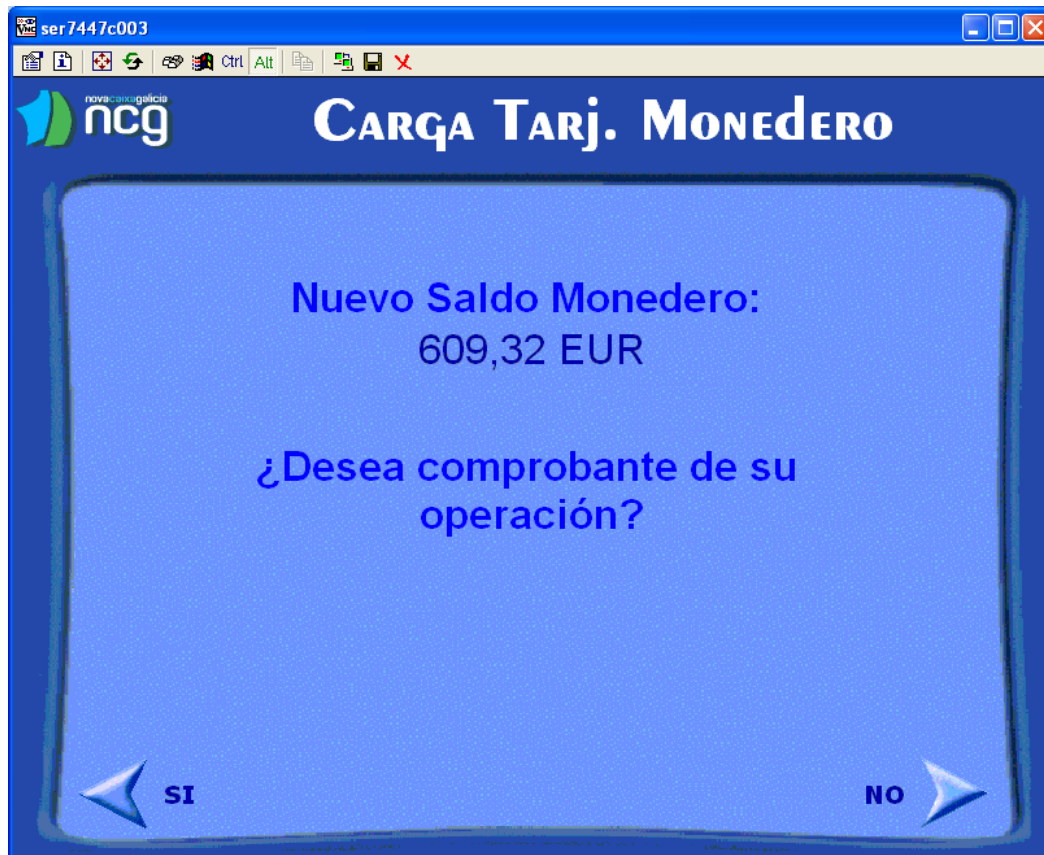 ser7447c003
Ctrl Alt
novacaixagalicia
ncg
CARGA TARJ. MONEDERO
Nuevo Saldo Monedero:
609,32 EUR
¿Desea comprobante de su
operación?
SI
NO